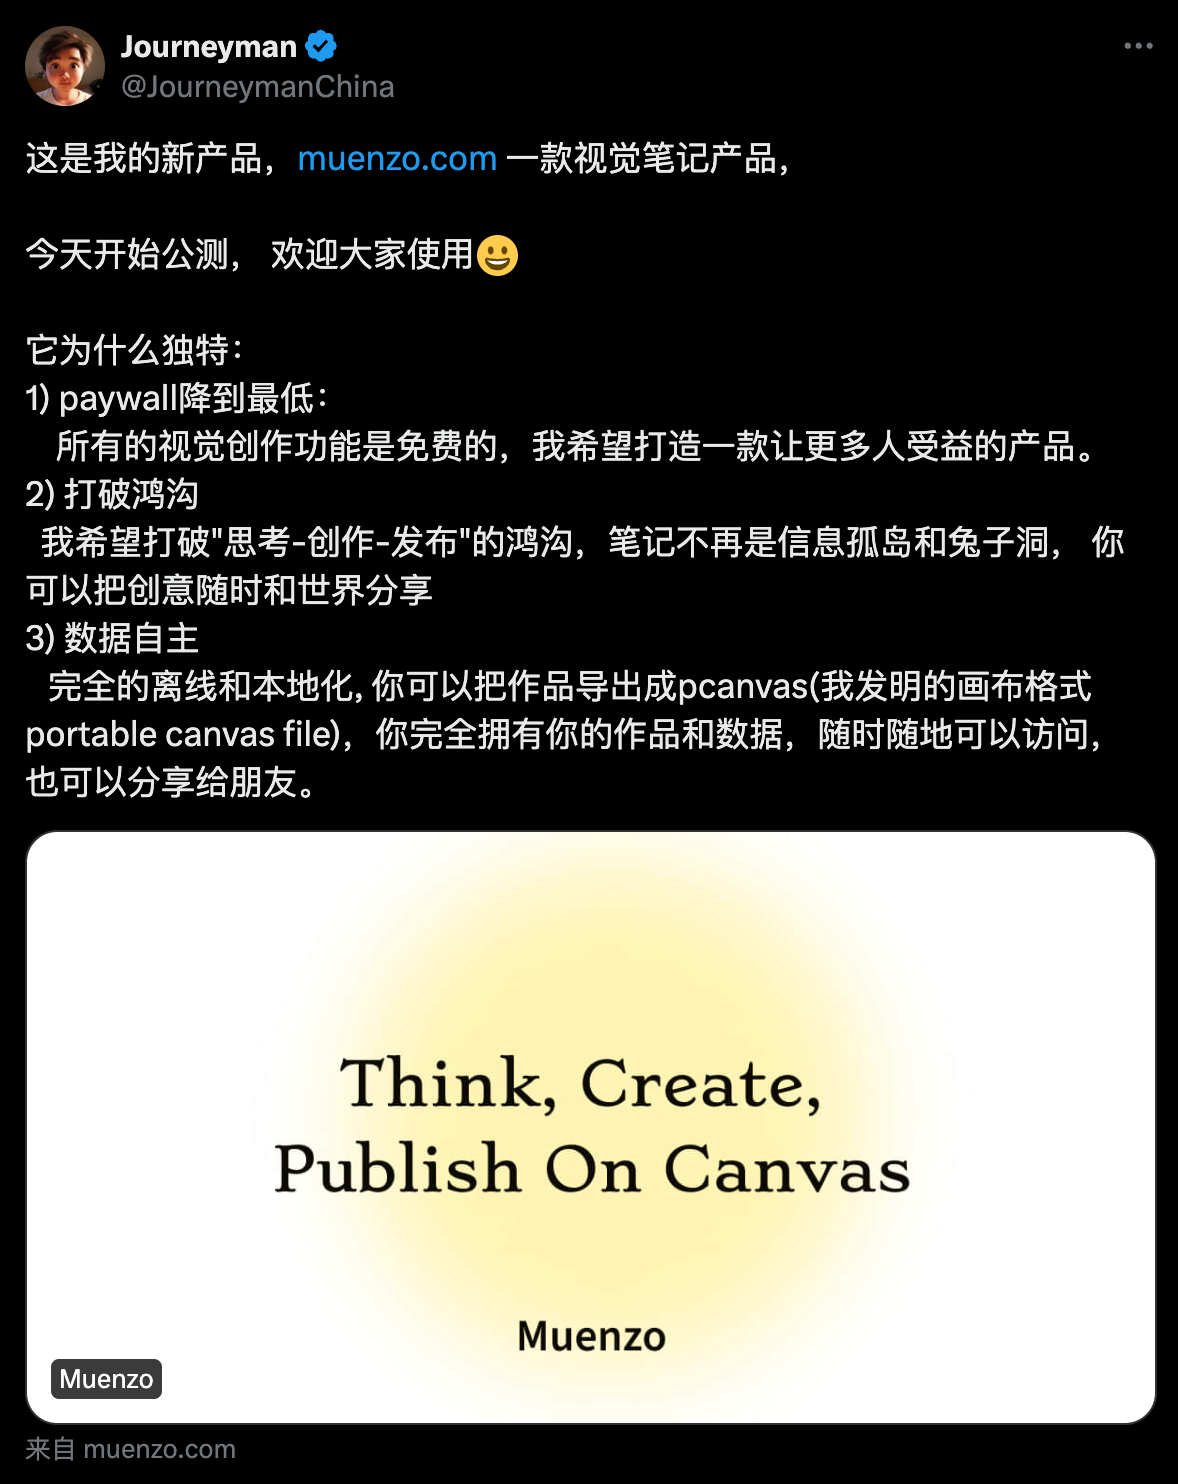 Journeyman
@JourneymanChina
这是我的新产品，muenzo.com 一款视觉笔记产品，
今天开始公测， 欢迎大家使用😀
它为什么独特：
1) paywall降到最低：
所有的视觉创作功能是免费的，我希望打造一款让更多人受益的产品。
2) 打破鸿沟
我希望打破"思考-创作-发布"的鸿沟，笔记不再是信息孤岛和兔子洞， 你
可以把创意随时和世界分享
3) 数据自主
完全的离线和本地化, 你可以把作品导出成pcanvas(我发明的画布格式
portable canvas file)，你完全拥有你的作品和数据，随时随地可以访问，
也可以分享给朋友。
Think, Create,
Publish On Canvas
Muenzo
Muenzo
来自 muenzo.com